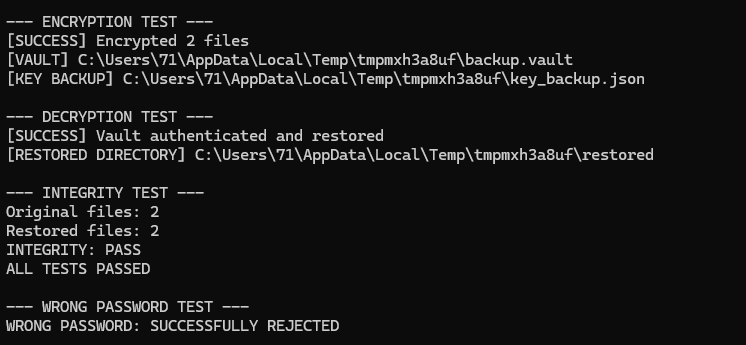 --- ENCRYPTION TEST ---
[SUCCESS] Encrypted 2 files
[VAULT] C:\Users\71\AppData\Local\Temp\tmpmxh3a8uf\backup.vault
[KEY BACKUP] C:\Users\71\AppData\Local\Temp\tmpmxh3a8uf\key_backup.json
--- DECRYPTION TEST ---
[SUCCESS] Vault authenticated and restored
[RESTORED DIRECTORY] C:\Users\71\AppData\Local\Temp\tmpmxh3a8uf\restored
--- INTEGRITY TEST ---
Original files: 2
Restored files: 2
INTEGRITY: PASS
ALL TESTS PASSED
--- WRONG PASSWORD TEST ---
WRONG PASSWORD: SUCCESSFULLY REJECTED